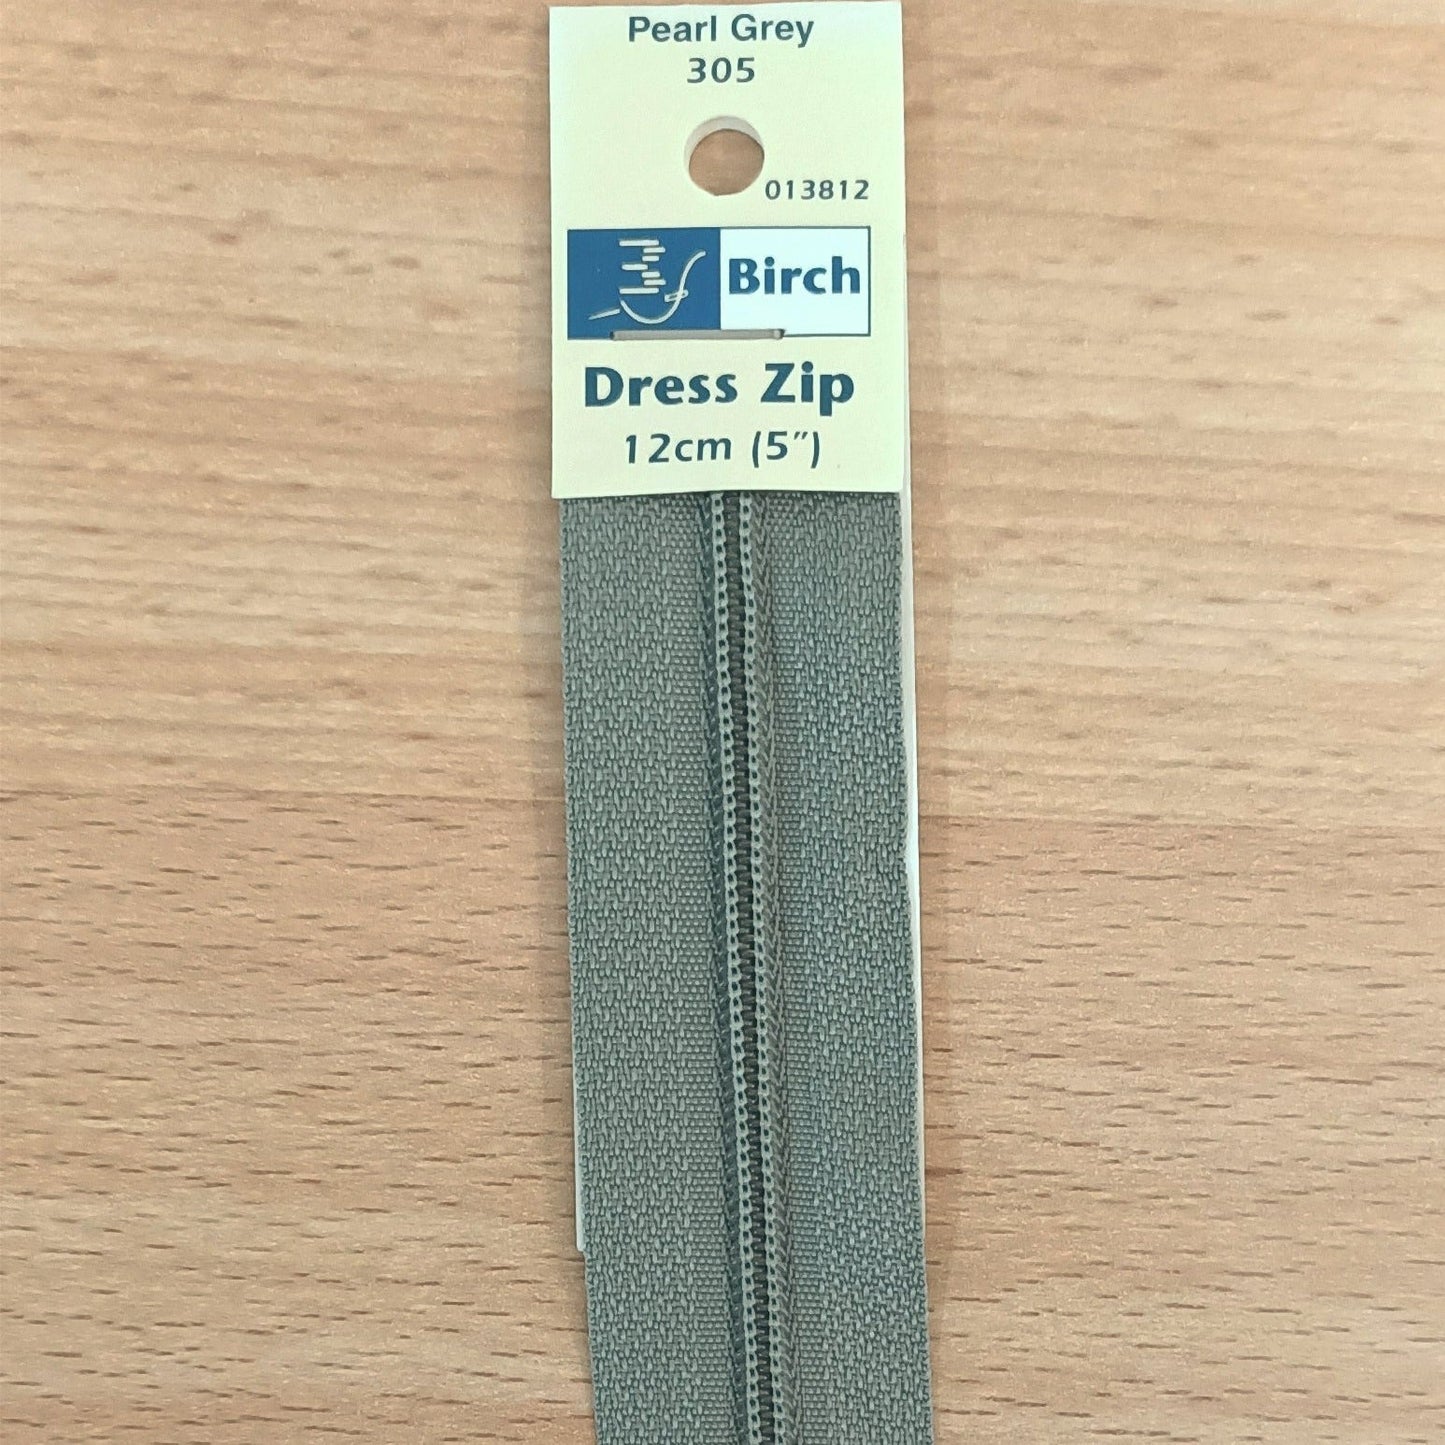 Pearl Grey
305
013812
Birch
Dress Zip
12cm (5″)